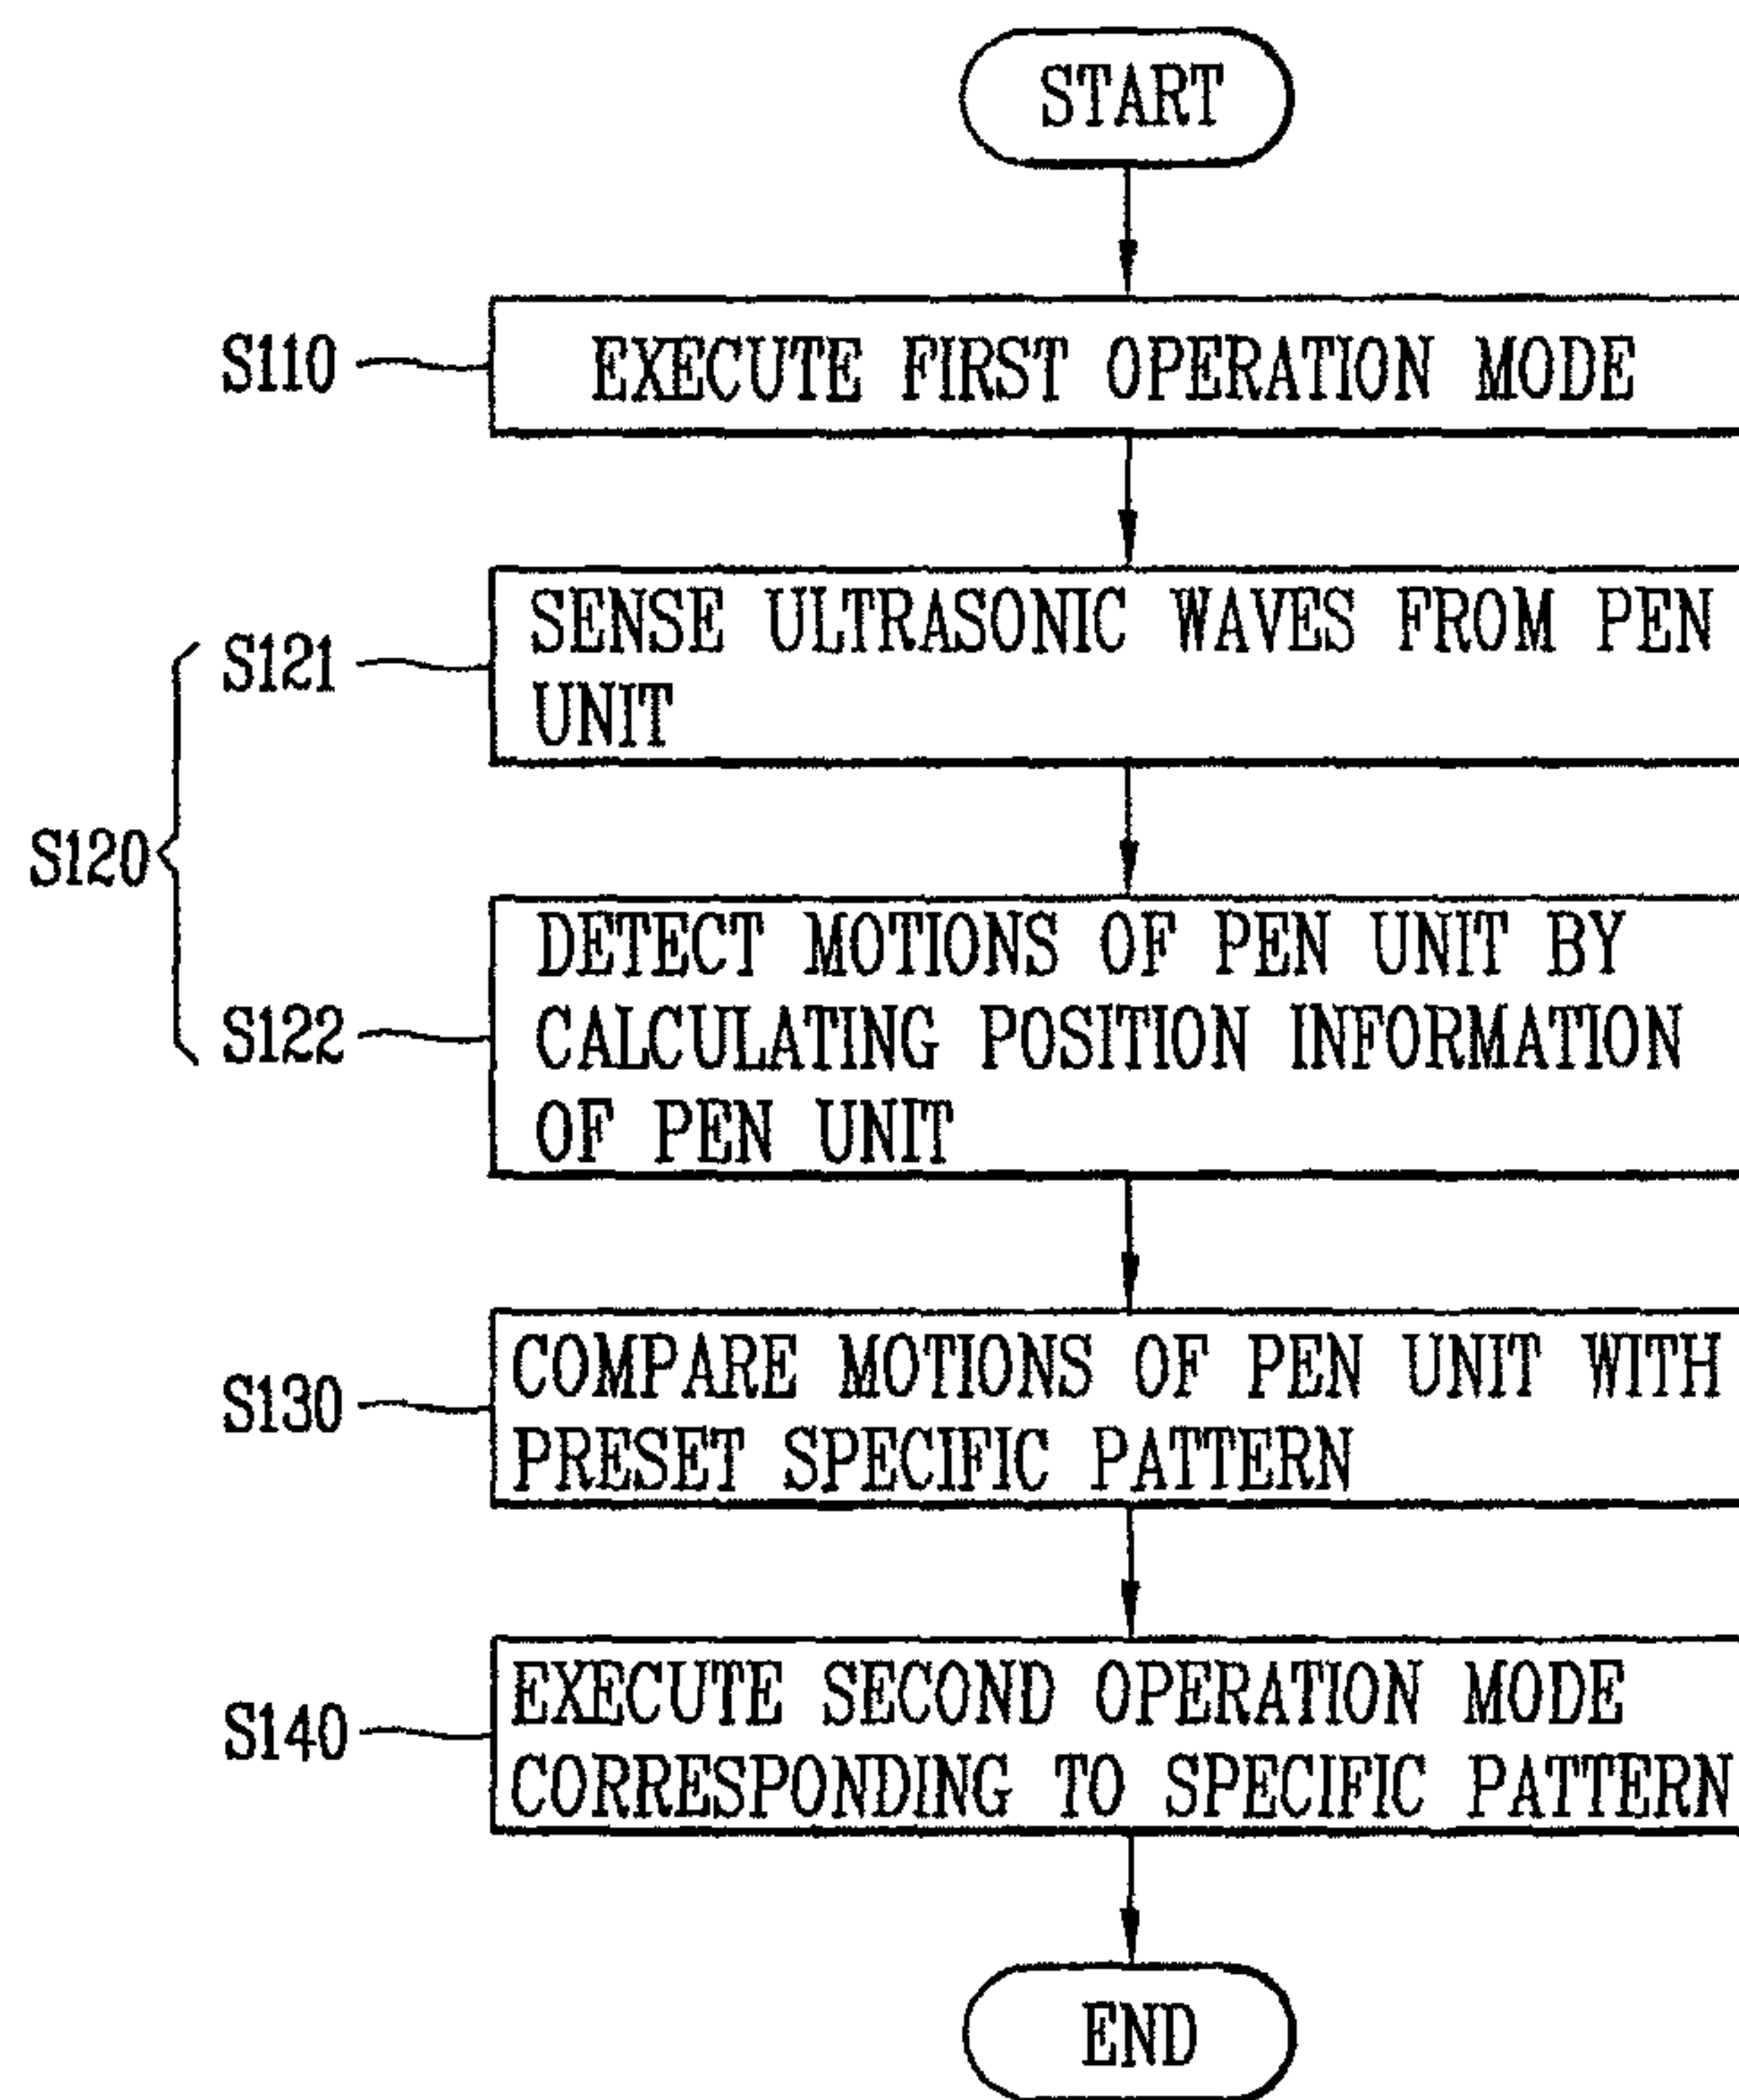 START
S110
EXECUTE FIRST OPERATION MODE
S120
S121
SENSE ULTRASONIC WAVES FROM PEN
UNIT
S122
DETECT MOTIONS OF PEN UNIT BY
CALCULATING POSITION INFORMATION
OF PEN UNIT
S130
COMPARE MOTIONS OF PEN UNIT WITH
PRESET SPECIFIC PATTERN
S140
EXECUTE SECOND OPERATION MODE
CORRESPONDING TO SPECIFIC PATTERN
END